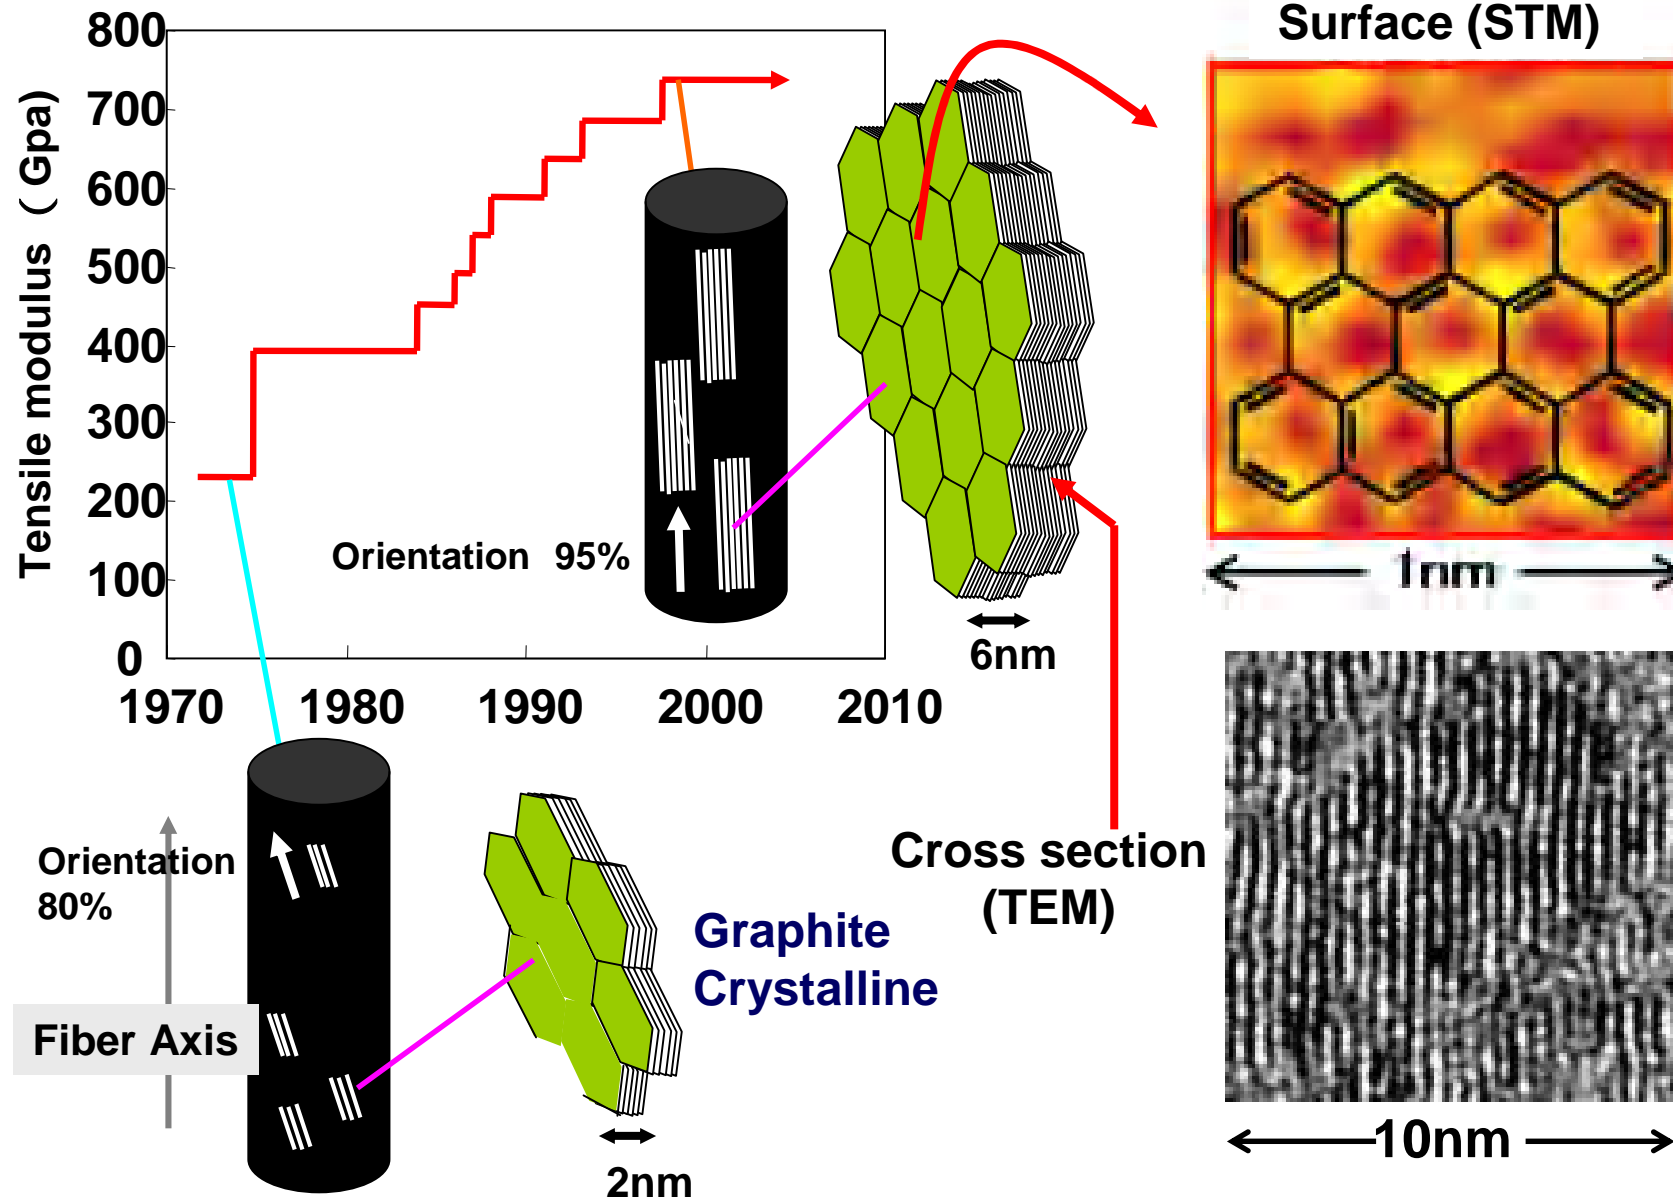 Surface (STM)
Tensile modulus ( Gpa)
800
700
600
500
400
300
200
100
0
1970 1980 1990 2000 2010
Orientation 95%
6nm
1nm
Orientation
80%
Fiber Axis
Graphite
Crystalline
2nm
Cross section
(TEM)
10nm